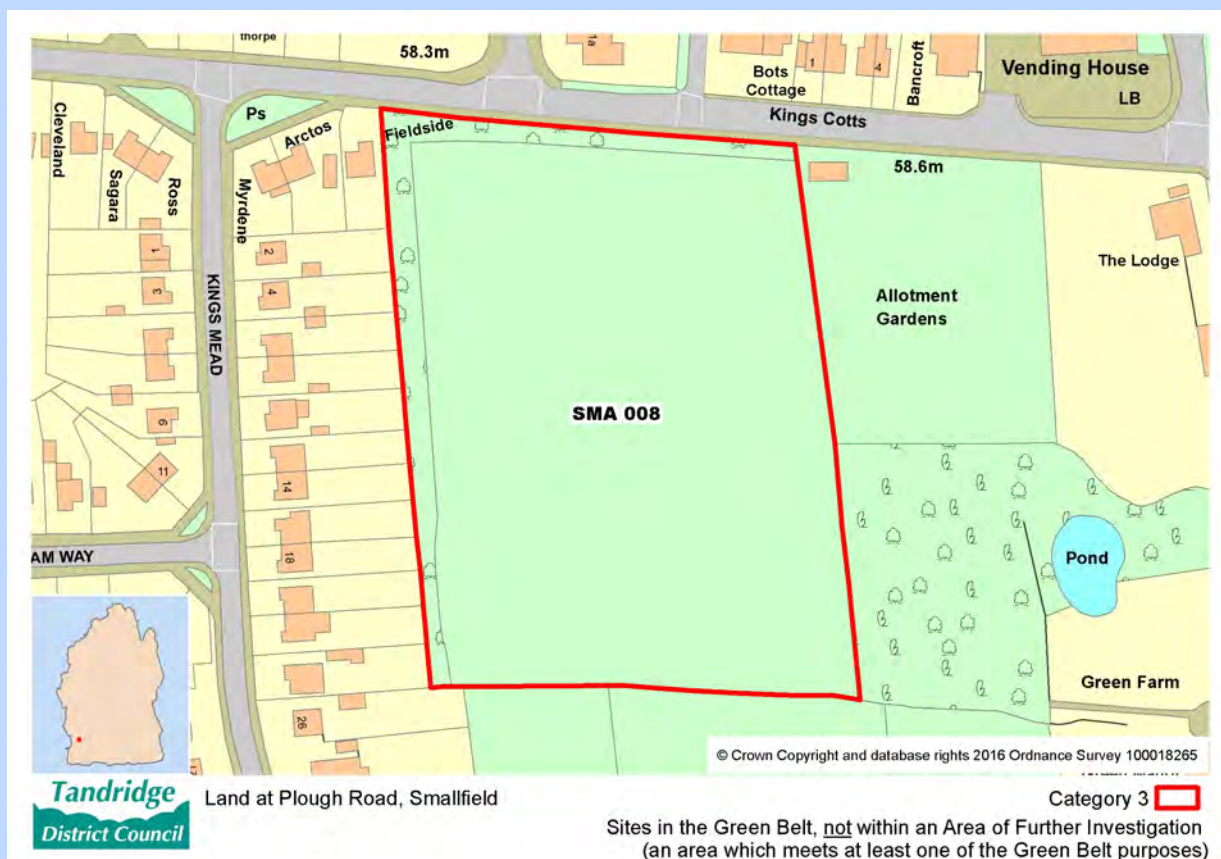 thorpe
58.3m
1a
Bots
Cottage
1
4
Bancroft
Vending House
LB
Kings Cotts
Cleveland
Sagara
Ross
Ps
Arctos
Myrdene
Fieldside
58.6m
The Lodge
KINGS MEAD
1
3
2
4
Allotment
Gardens
SMA 008
6
11
14
18
AM WAY
Pond
26
Green Farm
© Crown Copyright and database rights 2016 Ordnance Survey 100018265
Tandridge
District Council
Land at Plough Road, Smallfield
Category 3
Sites in the Green Belt, not within an Area of Further Investigation
(an area which meets at least one of the Green Belt purposes)